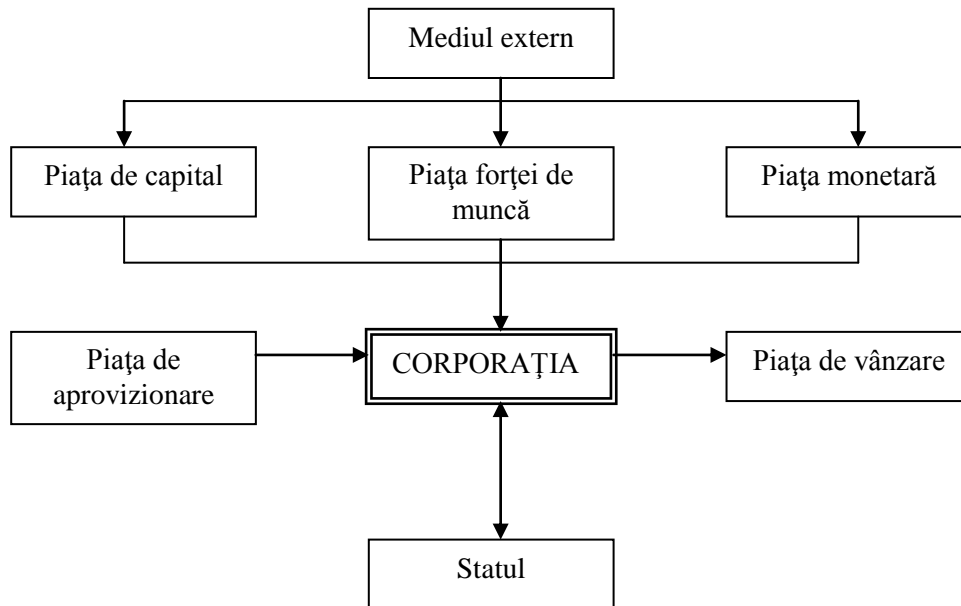 Mediul extern
Piaţa de capital
Piaţa forţei de
muncă
Piaţa monetară
Piaţa de
aprovizionare
CORPORAŢIA
Piaţa de vânzare
Statul